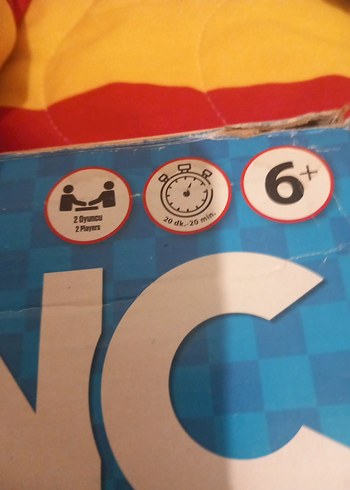 2 Oyuncu
2 Players
20 dk.-20 min.
6+
NC